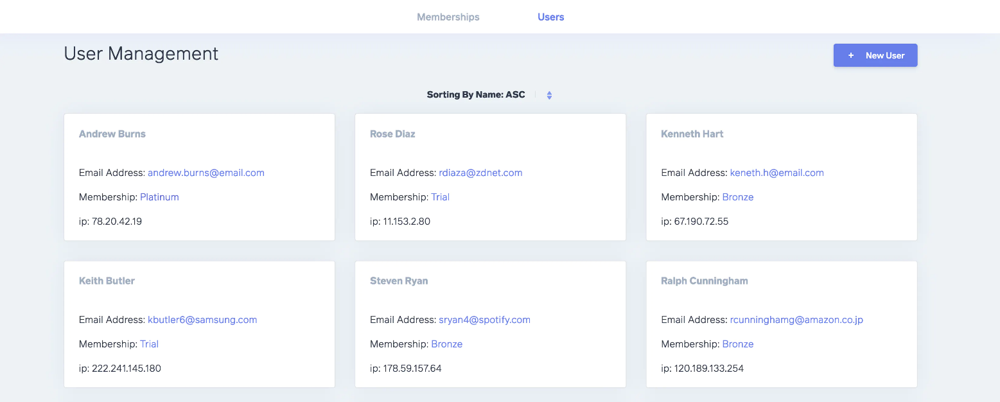 Memberships Users
User Management
+ New User
Sorting By Name: ASC
Andrew Burns
Email Address: andrew.burns@email.com
Membership: Platinum
ip: 78.20.42.19
Rose Diaz
Email Address: rdiaza@zdnet.com
Membership: Trial
ip: 11.153.2.80
Kenneth Hart
Email Address: keneth.h@email.com
Membership: Bronze
ip: 67.190.72.55
Keith Butler
Email Address: kbutler6@samsung.com
Membership: Trial
ip: 222.241.145.180
Steven Ryan
Email Address: sryan4@spotify.com
Membership: Bronze
ip: 178.59.157.64
Ralph Cunningham
Email Address: rcunninghamg@amazon.co.jp
Membership: Bronze
ip: 120.189.133.254